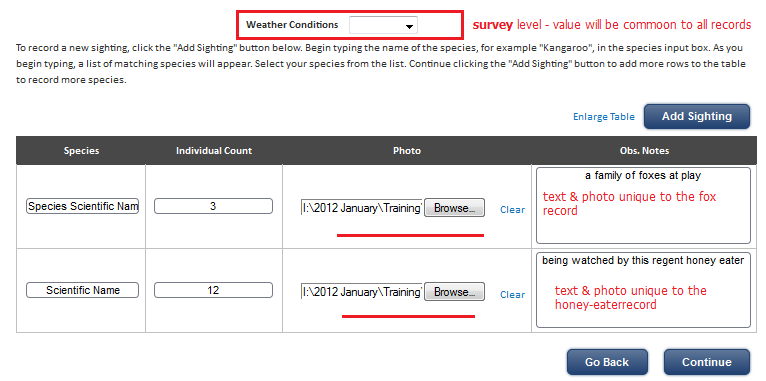 Weather Conditions survey level - value will be commoon to all records
To record a new sighting, click the "Add Sighting" button below. Begin typing the name of the species, for example "Kangaroo", in the species input box. As you
begin typing, a list of matching species will appear. Select your species from the list. Continue clicking the "Add Sighting" button to add more rows to the table
to record more species.
Enlarge Table Add Sighting
Species Individual Count Photo Obs. Notes
a family of foxes at play
text & photo unique to the fox
record
Species Scientific Nam 3 I:\2012 January\Training' Browse... Clear
being watched by this regent honey eater
text & photo unique to the
honey-eaterrecord
Scientific Name 12 I:\2012 January\Training' Browse... Clear
Go Back Continue